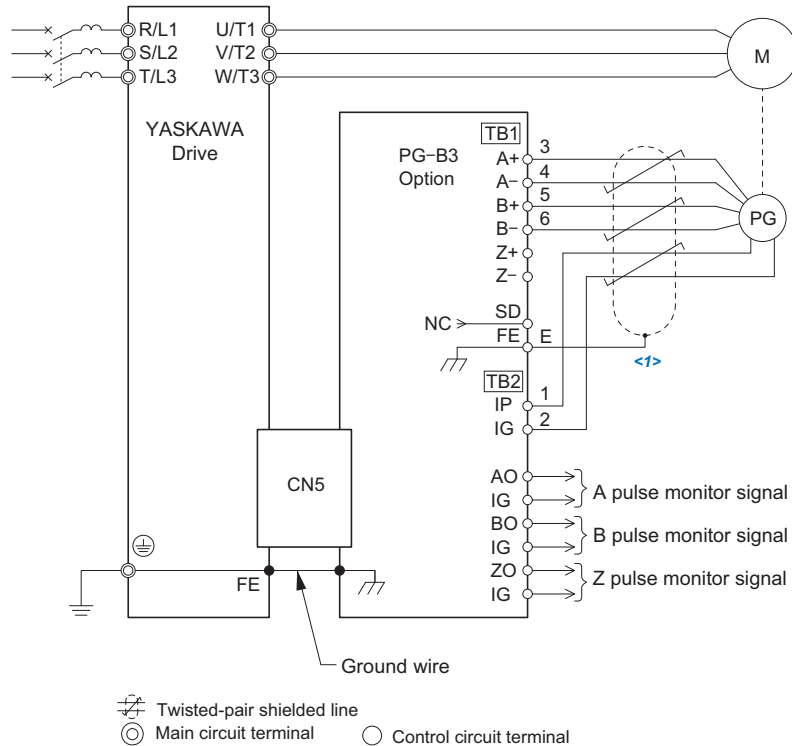 R/L1 U/T1
S/L2 V/T2
T/L3 W/T3
M
YASKAWA
Drive
PG-B3
Option
TB1
A+ 3
A- 4
B+ 5
B- 6
Z+
Z-
PG
NC SD
FE E
<1>
TB2
IP 1
IG 2
CN5
AO
IG
A pulse monitor signal
BO
IG
B pulse monitor signal
ZO
IG
Z pulse monitor signal
FE
Ground wire
Twisted-pair shielded line
Main circuit terminal Control circuit terminal